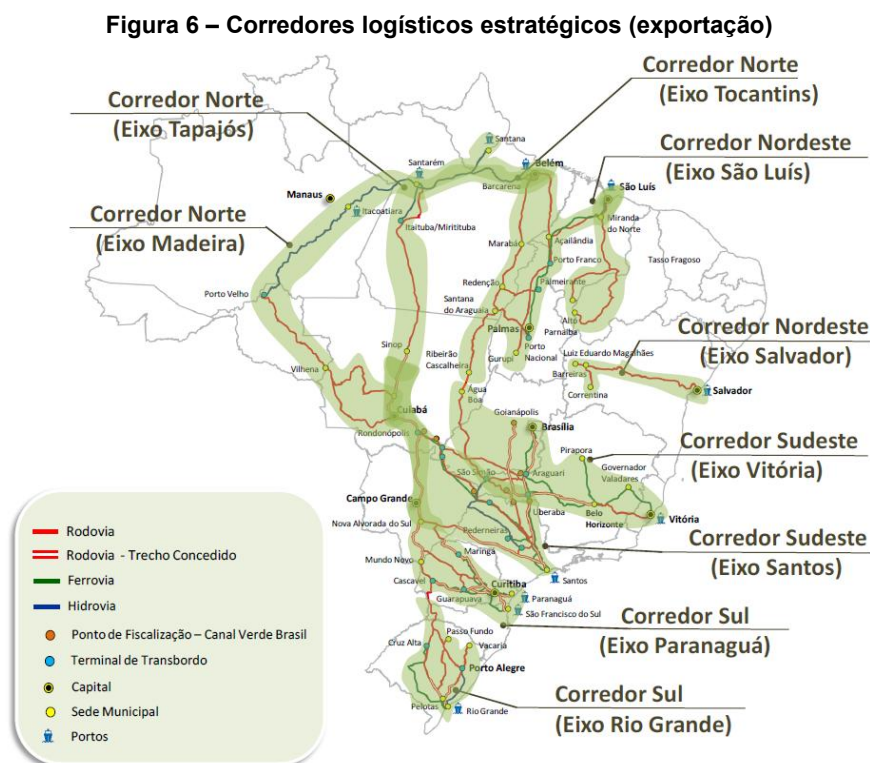 Figura 6 – Corredores logísticos estratégicos (exportação)
Corredor Norte
(Eixo Tocantins)
Corredor Norte
(Eixo Tapajós)
Corredor Nordeste
(Eixo São Luís)
Corredor Norte
(Eixo Madeira)
Santana
Santarém
Belém
Barcarena
São Luís
Manaus
Itacoatiara
Itaituba/Miritituba
Miranda
do Norte
Marabá
Açailândia
Porto Franco
Tasso Fragoso
Redenção
Palmeirante
Porto Velho
Santana
do Araguaia
Alto
Parnaíba
Palmas
Porto
Nacional
Gurupi
Corredor Nordeste
(Eixo Salvador)
Sinop
Ribeirão
Cascalheira
Luiz Eduardo Magalhães
Barreiras
Correntina
Salvador
Vilhena
Água
Boa
Cuiabá
Goianápolis
Brasília
Rondonópolis
Pirapora
Corredor Sudeste
(Eixo Vitória)
São Simão
Araguari
Governador
Valadares
Campo Grande
Uberaba
Belo
Horizonte
Vitória
Nova Alvorada do Sul
Pederneiras
Corredor Sudeste
(Eixo Santos)
Mundo Novo
Maringa
Santos
Cascavel
Curitiba
Paranaguá
Guarapuava
São Francisco do Sul
Corredor Sul
(Eixo Paranaguá)
Passo Fundo
Cruz Alta
Vacaria
Porto Alegre
Corredor Sul
(Eixo Rio Grande)
Pelotas
Rio Grande
Rodovia
Rodovia - Trecho Concedido
Ferrovia
Hidrovia
Ponto de Fiscalização – Canal Verde Brasil
Terminal de Transbordo
Capital
Sede Municipal
Portos